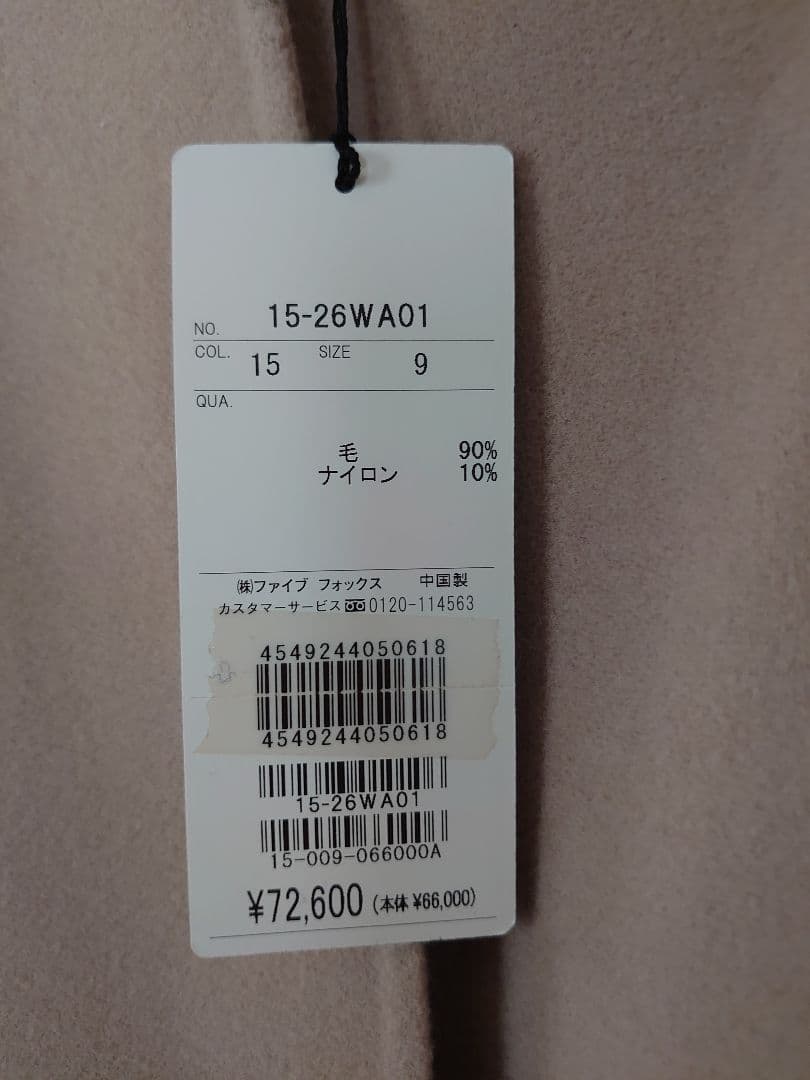 NO. 15-26WA01
COL. 15 SIZE 9
QUA.
毛 90%
ナイロン 10%
㈱ファイブ フォックス 中国製
カスタマーサービス 0120-114563
4549244050618
4549244050618
15-26WA01
15-009-066000A
¥72,600 (本体 ¥66,000)